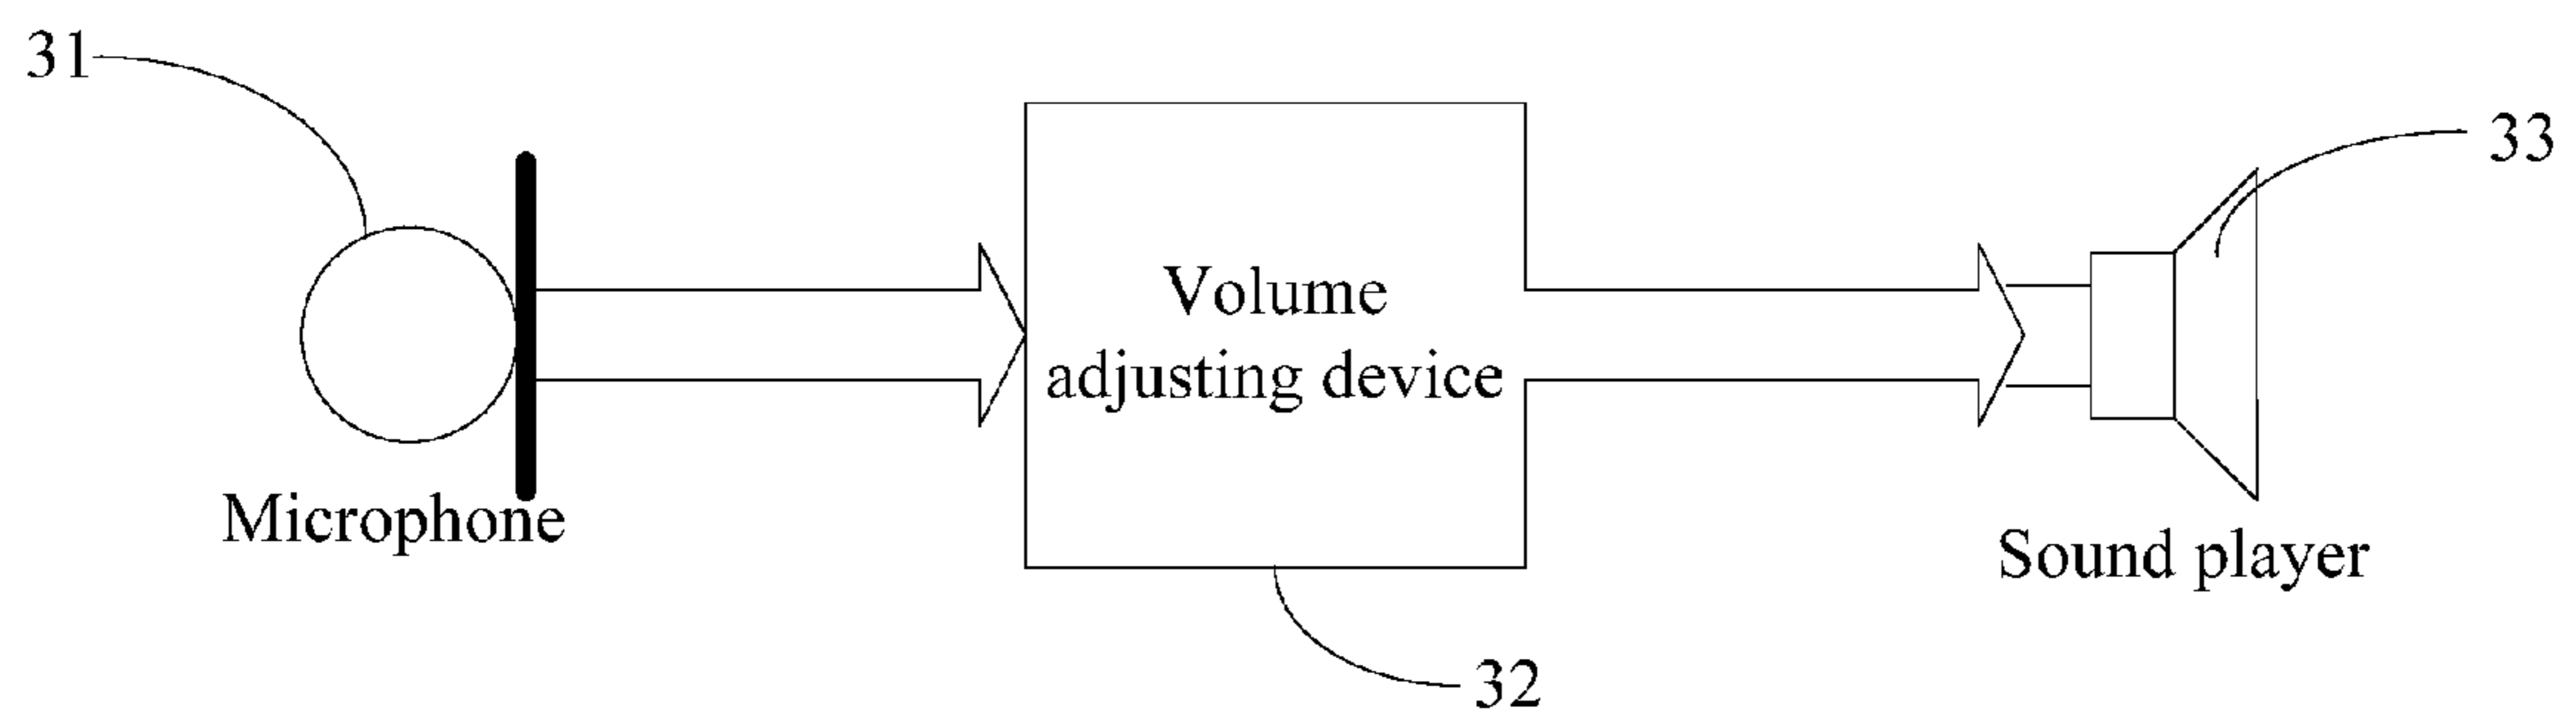 31
33
Volume
adjusting device
Microphone
Sound player
32